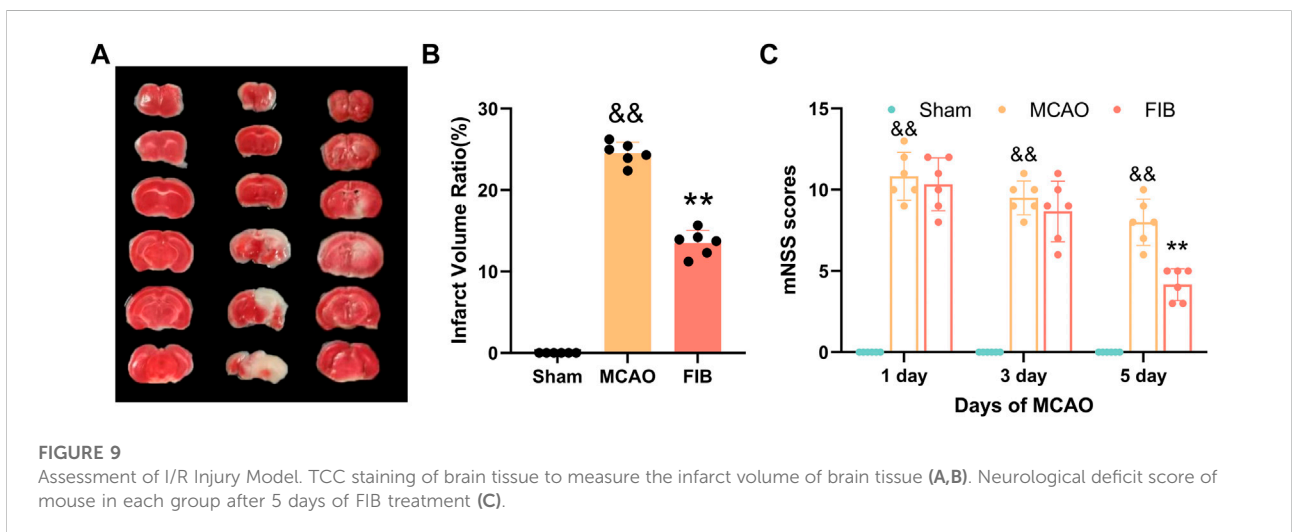 A
B
Infarct Volume Ratio(%)
30
20
10
0
&&
**
Sham MCAO FIB
C
mNSS scores
15
10
5
0
Sham MCAO FIB
&&
&&
&&
**
1 day 3 day 5 day
Days of MCAO
FIGURE 9
Assessment of I/R Injury Model. TCC staining of brain tissue to measure the infarct volume of brain tissue (A,B). Neurological deficit score of
mouse in each group after 5 days of FIB treatment (C).